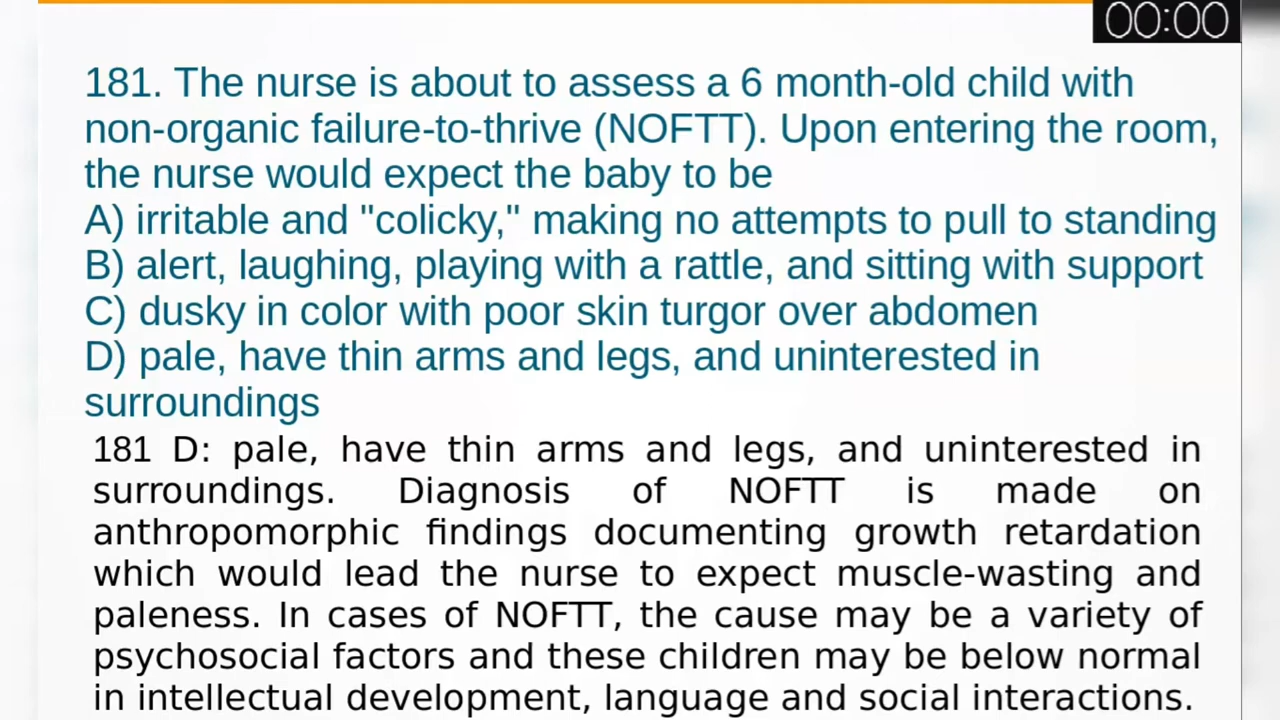 00:00
181. The nurse is about to assess a 6 month-old child with
non-organic failure-to-thrive (NOFTT). Upon entering the room,
the nurse would expect the baby to be
A) irritable and "colicky," making no attempts to pull to standing
B) alert, laughing, playing with a rattle, and sitting with support
C) dusky in color with poor skin turgor over abdomen
D) pale, have thin arms and legs, and uninterested in
surroundings
181 D: pale, have thin arms and legs, and uninterested in
surroundings. Diagnosis of NOFTT is made on
anthropomorphic findings documenting growth retardation
which would lead the nurse to expect muscle-wasting and
paleness. In cases of NOFTT, the cause may be a variety of
psychosocial factors and these children may be below normal
in intellectual development, language and social interactions.